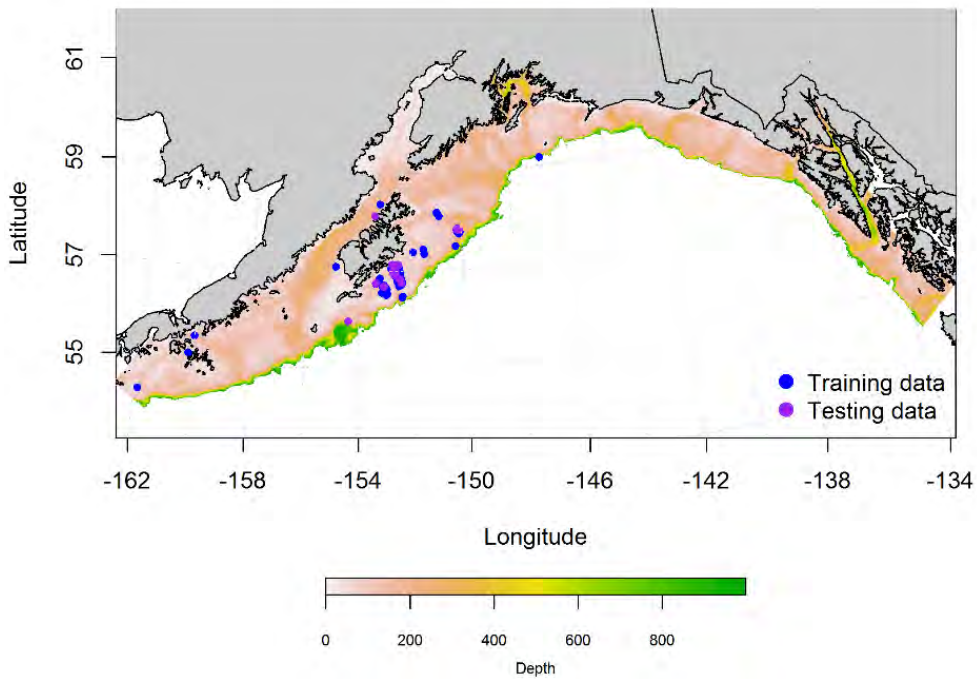 61
59
57
55
Latitude
Training data
Testing data
-162 -158 -154 -150 -146 -142 -138 -134
Longitude
0 200 400 600 800
Depth